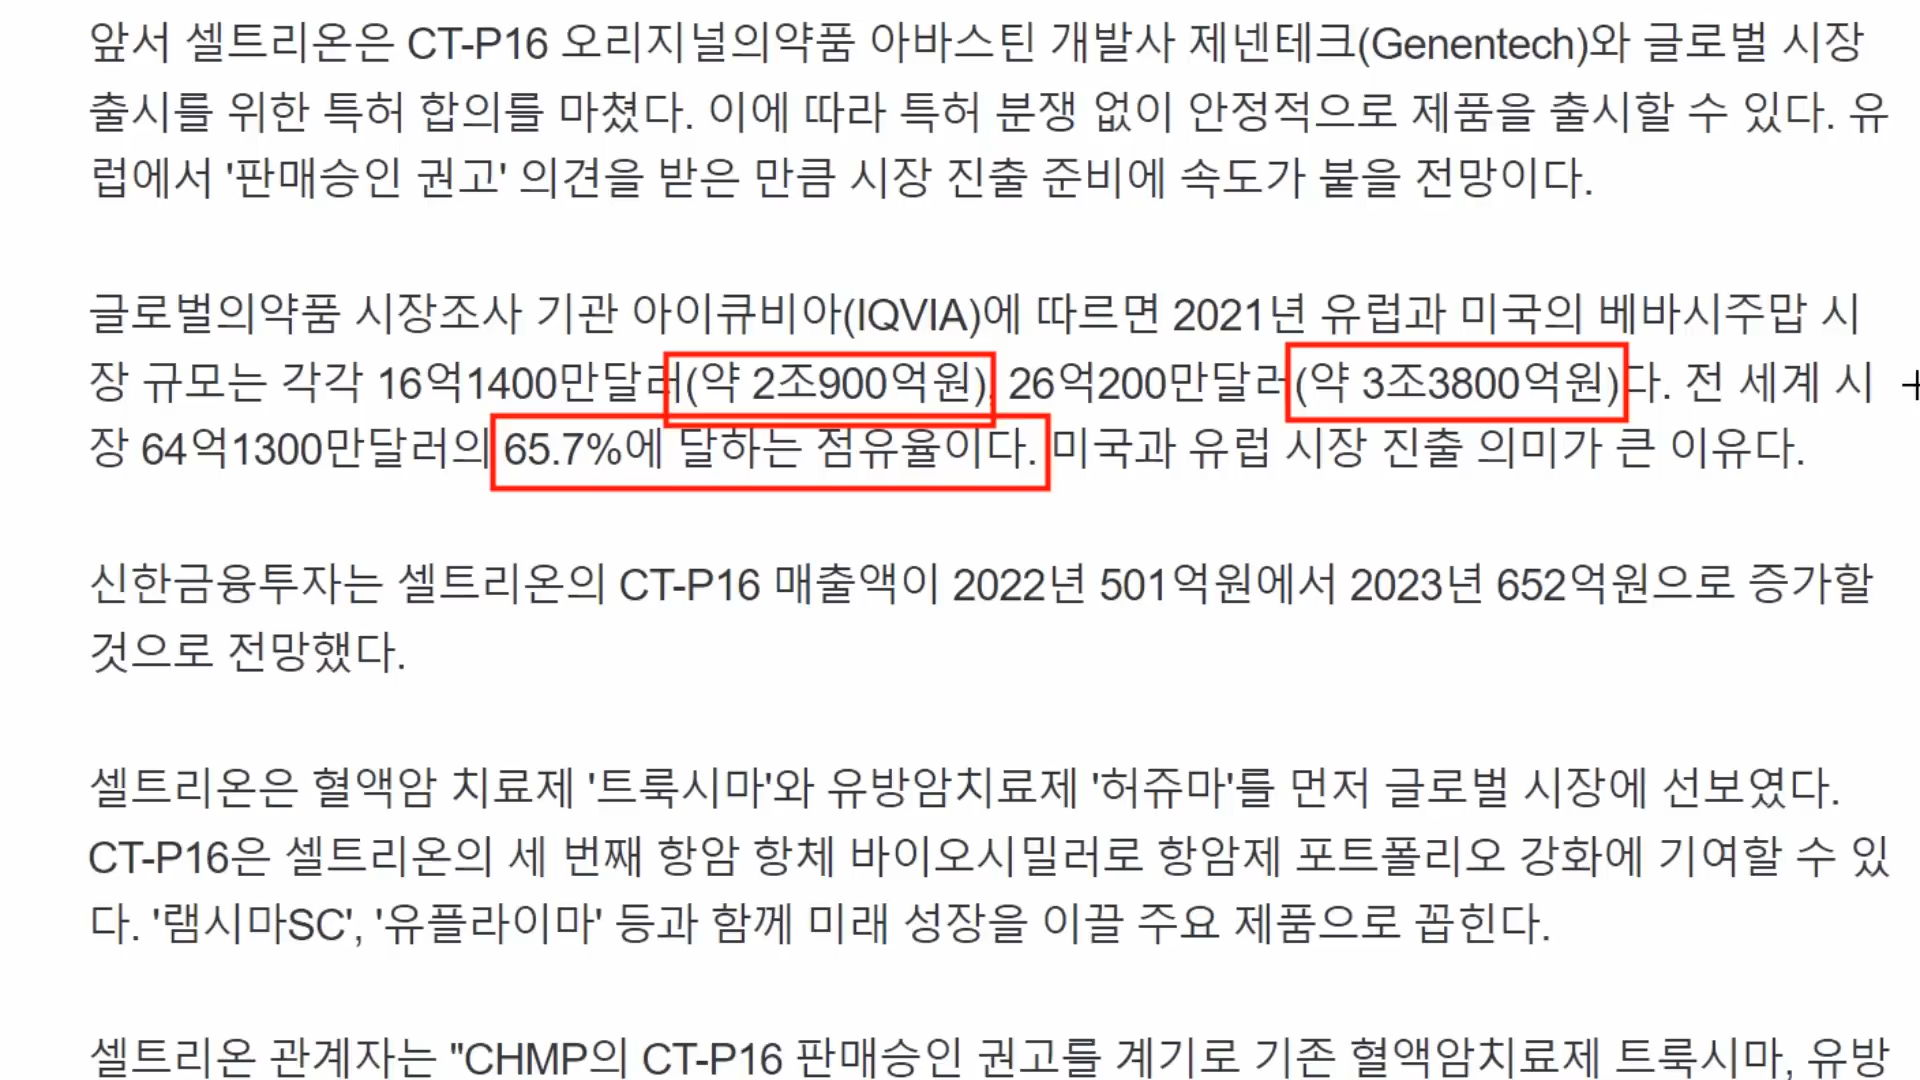 앞서 셀트리온은 CT-P16 오리지널의약품 아바스틴 개발사 제넨테크(Genentech)와 글로벌 시장
출시를 위한 특허 합의를 마쳤다. 이에 따라 특허 분쟁 없이 안정적으로 제품을 출시할 수 있다. 유
럽에서 '판매승인 권고' 의견을 받은 만큼 시장 진출 준비에 속도가 붙을 전망이다.
글로벌의약품 시장조사 기관 아이큐비아(IQVIA)에 따르면 2021년 유럽과 미국의 베바시주맙 시
장 규모는 각각 16억1400만달러(약 2조900억원), 26억200만달러(약 3조3800억원)다. 전 세계 시
장 64억1300만달러의 65.7%에 달하는 점유율이다. 미국과 유럽 시장 진출 의미가 큰 이유다.
신한금융투자는 셀트리온의 CT-P16 매출액이 2022년 501억원에서 2023년 652억원으로 증가할
것으로 전망했다.
셀트리온은 혈액암 치료제 '트룩시마'와 유방암치료제 '허쥬마'를 먼저 글로벌 시장에 선보였다.
CT-P16은 셀트리온의 세 번째 항암 항체 바이오시밀러로 항암제 포트폴리오 강화에 기여할 수 있
다. '램시마SC', '유플라이마' 등과 함께 미래 성장을 이끌 주요 제품으로 꼽힌다.
셀트리온 관계자는 "CHMP의 CT-P16 판매승인 권고를 계기로 기존 혈액암치료제 트룩시마, 유방